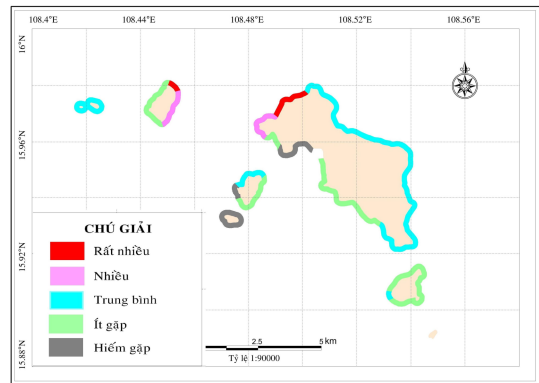 108.4°E 108.44°E 108.48°E 108.52°E 108.56°E
16°N
15.96°N
15.92°N
15.88°N
CHÚ GIẢI
Rất nhiều
Nhiều
Trung bình
Ít gặp
Hiếm gặp
2.5 5 km
Tỷ lệ 1:90000